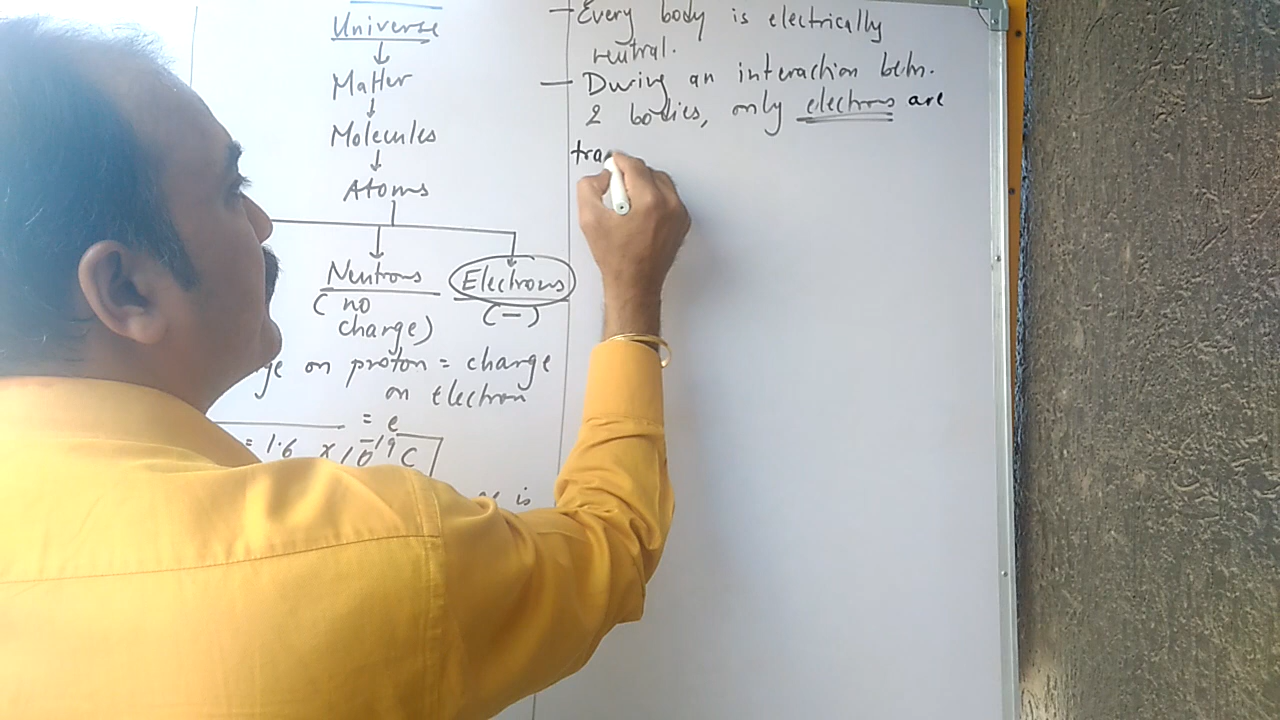 Universe
↓
Matter
↓
Molecules
↓
Atoms
Neutrons
(no
charge)
Electrons
(-)
on proton = charge
on electron
= e
= 1.6 x 10^-19 C
is
- Every body is electrically
neutral.
- During an interaction betn.
2 bodies, only electrons are
tra